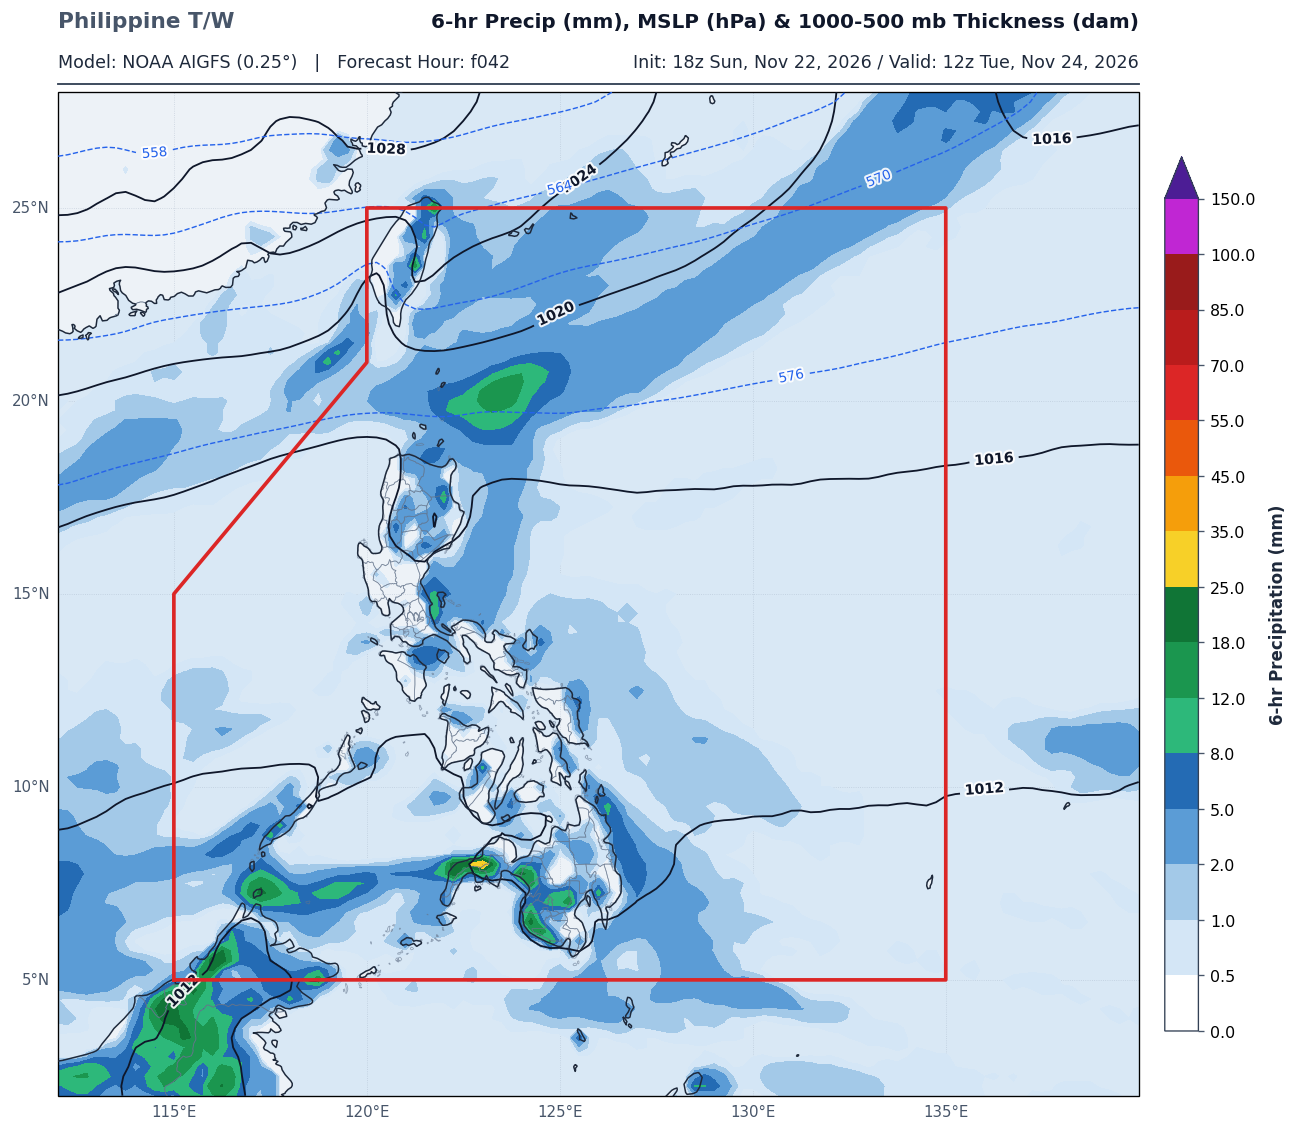 Philippine T/W
6-hr Precip (mm), MSLP (hPa) & 1000-500 mb Thickness (dam)
Model: NOAA AIGFS (0.25°) | Forecast Hour: f042
Init: 18z Sun, Nov 22, 2026 / Valid: 12z Tue, Nov 24, 2026
558
1028
564
024
570
1016
1020
576
1016
1012
1012
25°N
20°N
15°N
10°N
5°N
115°E
120°E
125°E
130°E
135°E
150.0
100.0
85.0
70.0
55.0
45.0
35.0
25.0
18.0
12.0
8.0
5.0
2.0
1.0
0.5
0.0
6-hr Precipitation (mm)